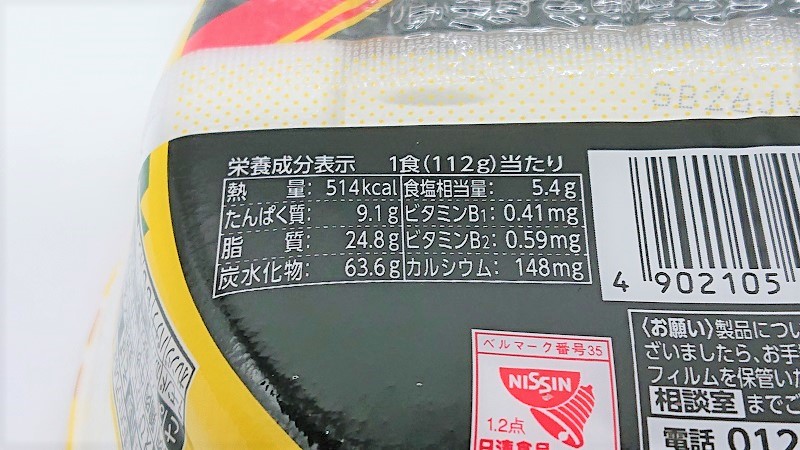 栄養成分表示 1食(112g)当たり
熱量: 514kcal 食塩相当量: 5.4g
たんぱく質: 9.1g ビタミンB1: 0.41mg
脂質: 24.8g ビタミンB2: 0.59mg
炭水化物: 63.6g カルシウム: 148mg
4 902105
〈お願い〉製品につい
ざいましたら、お手
フィルムを保管いた
相談室 までご
電話 012
ベルマーク番号35
NISSIN
1.2点
日清食品